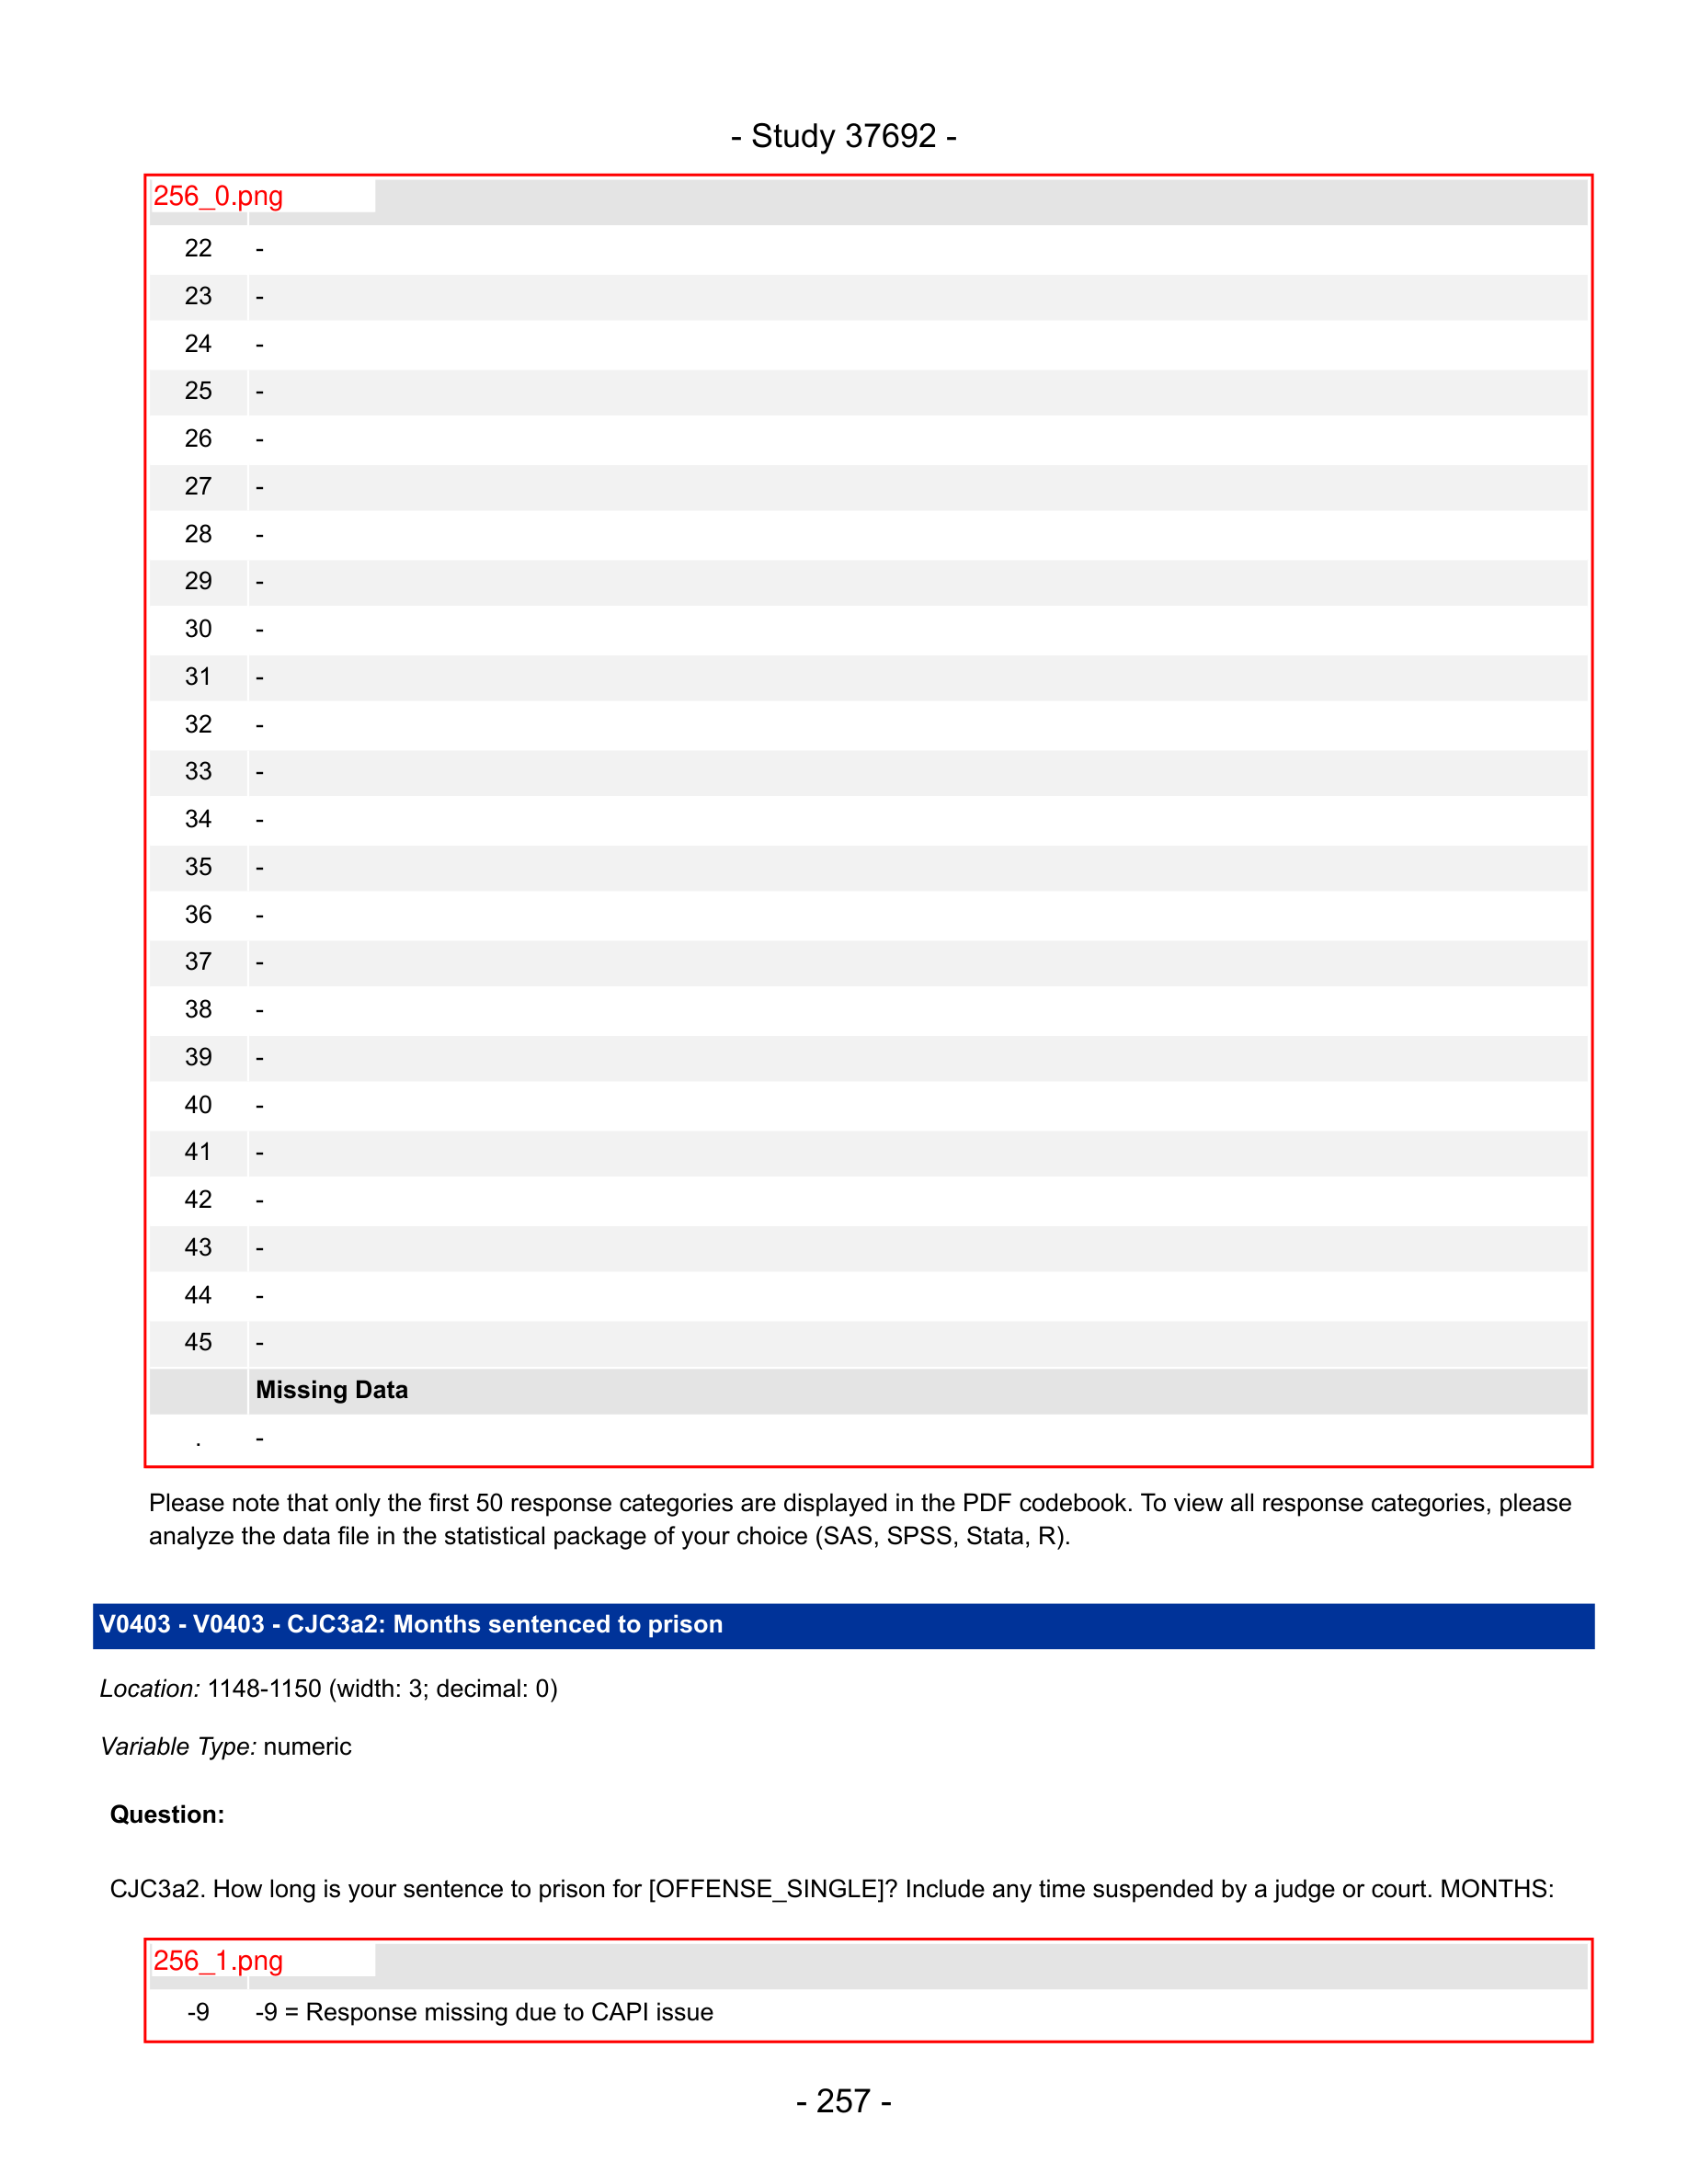 - Study 37692 -
256_0.png
22 -
23 -
24 -
25 -
26 -
27 -
28 -
29 -
30 -
31 -
32 -
33 -
34 -
35 -
36 -
37 -
38 -
39 -
40 -
41 -
42 -
43 -
44 -
45 -
Missing Data
. -
Please note that only the first 50 response categories are displayed in the PDF codebook. To view all response categories, please
analyze the data file in the statistical package of your choice (SAS, SPSS, Stata, R).
V0403 - V0403 - CJC3a2: Months sentenced to prison
Location: 1148-1150 (width: 3; decimal: 0)
Variable Type: numeric
Question:
CJC3a2. How long is your sentence to prison for [OFFENSE_SINGLE]? Include any time suspended by a judge or court. MONTHS:
256_1.png
-9 -9 = Response missing due to CAPI issue
- 257 -